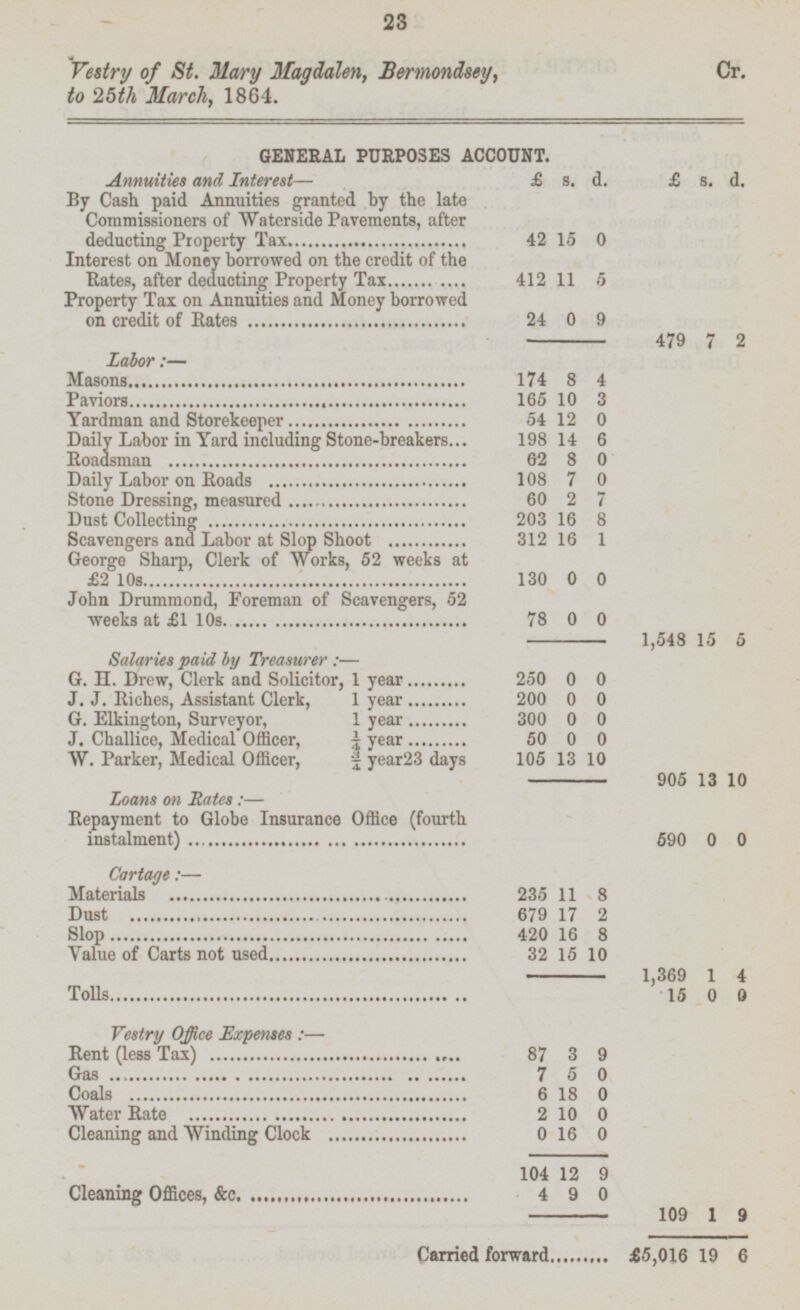 23
Vestry of St. Mary Magdalen, Bermondsey, Cr.
to 25th March, 1864.
GENERAL PURPOSES ACCOUNT.
Annuities and Interest— £ s. d. £ s. d.
By Cash paid Annuities granted by the late
Commissioners of Waterside Pavements, after
deducting Property Tax........................... 42 15 0
Interest on Money borrowed on the credit of the
Rates, after deducting Property Tax........... 412 11 5
Property Tax on Annuities and Money borrowed
on credit of Rates ................................. 24 0 9
479 7 2
Labor :—
Masons.................................................... 174 8 4
Paviors.................................................... 165 10 3
Yardman and Storekeeper ........................... 54 12 0
Daily Labor in Yard including Stone-breakers... 198 14 6
Roadsman .............................................. 62 8 0
Daily Labor on Roads .............................. 108 7 0
Stone Dressing, measured ........................... 60 2 7
Dust Collecting ........................................ 203 16 8
Scavengers and Labor at Slop Shoot ............ 312 16 1
George Sharp, Clerk of Works, 52 weeks at
£2 10s................................................. 130 0 0
John Drummond, Foreman of Scavengers, 52
weeks at £1 10s..................................... 78 0 0
1,548 15 5
Salaries paid by Treasurer :—
G. H. Drew, Clerk and Solicitor, 1 year ......... 250 0 0
J. J. Riches, Assistant Clerk, 1 year ......... 200 0 0
G. Elkington, Surveyor, 1 year ......... 300 0 0
J. Challice, Medical Officer, ¼ year ......... 50 0 0
W. Parker, Medical Officer, ¾ year23 days 105 13 10
905 13 10
Loans on Rates :—
Repayment to Globe Insurance Office (fourth
instalment) .......................................... 590 0 0
Cartage :—
Materials ............................................. 235 11 8
Dust .................................................... 679 17 2
Slop ...................................................... 420 16 8
Value of Carts not used.............................. 32 15 10
1,369 1 4
Tolls...................................................... 15 0 0
Vestry Office Expenses :—
Rent (less Tax) ........................................ 87 3 9
Gas ...................................................... 7 5 0
Coals .................................................... 6 18 0
Water Rate ............................................ 2 10 0
Cleaning and Winding Clock ..................... 0 16 0
104 12 9
Cleaning Offices, &c. ................................. 4 9 0
109 1 9
Carried forward......... £5,016 19 6